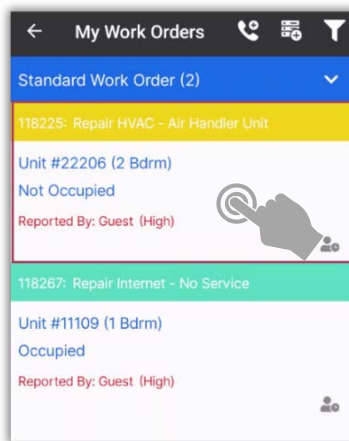 My Work Orders
Standard Work Order (2)
118225: Repair HVAC - Air Handler Unit
Unit #22206 (2 Bdrm)
Not Occupied
Reported By: Guest (High)
118267: Repair Internet - No Service
Unit #11109 (1 Bdrm)
Occupied
Reported By: Guest (High)